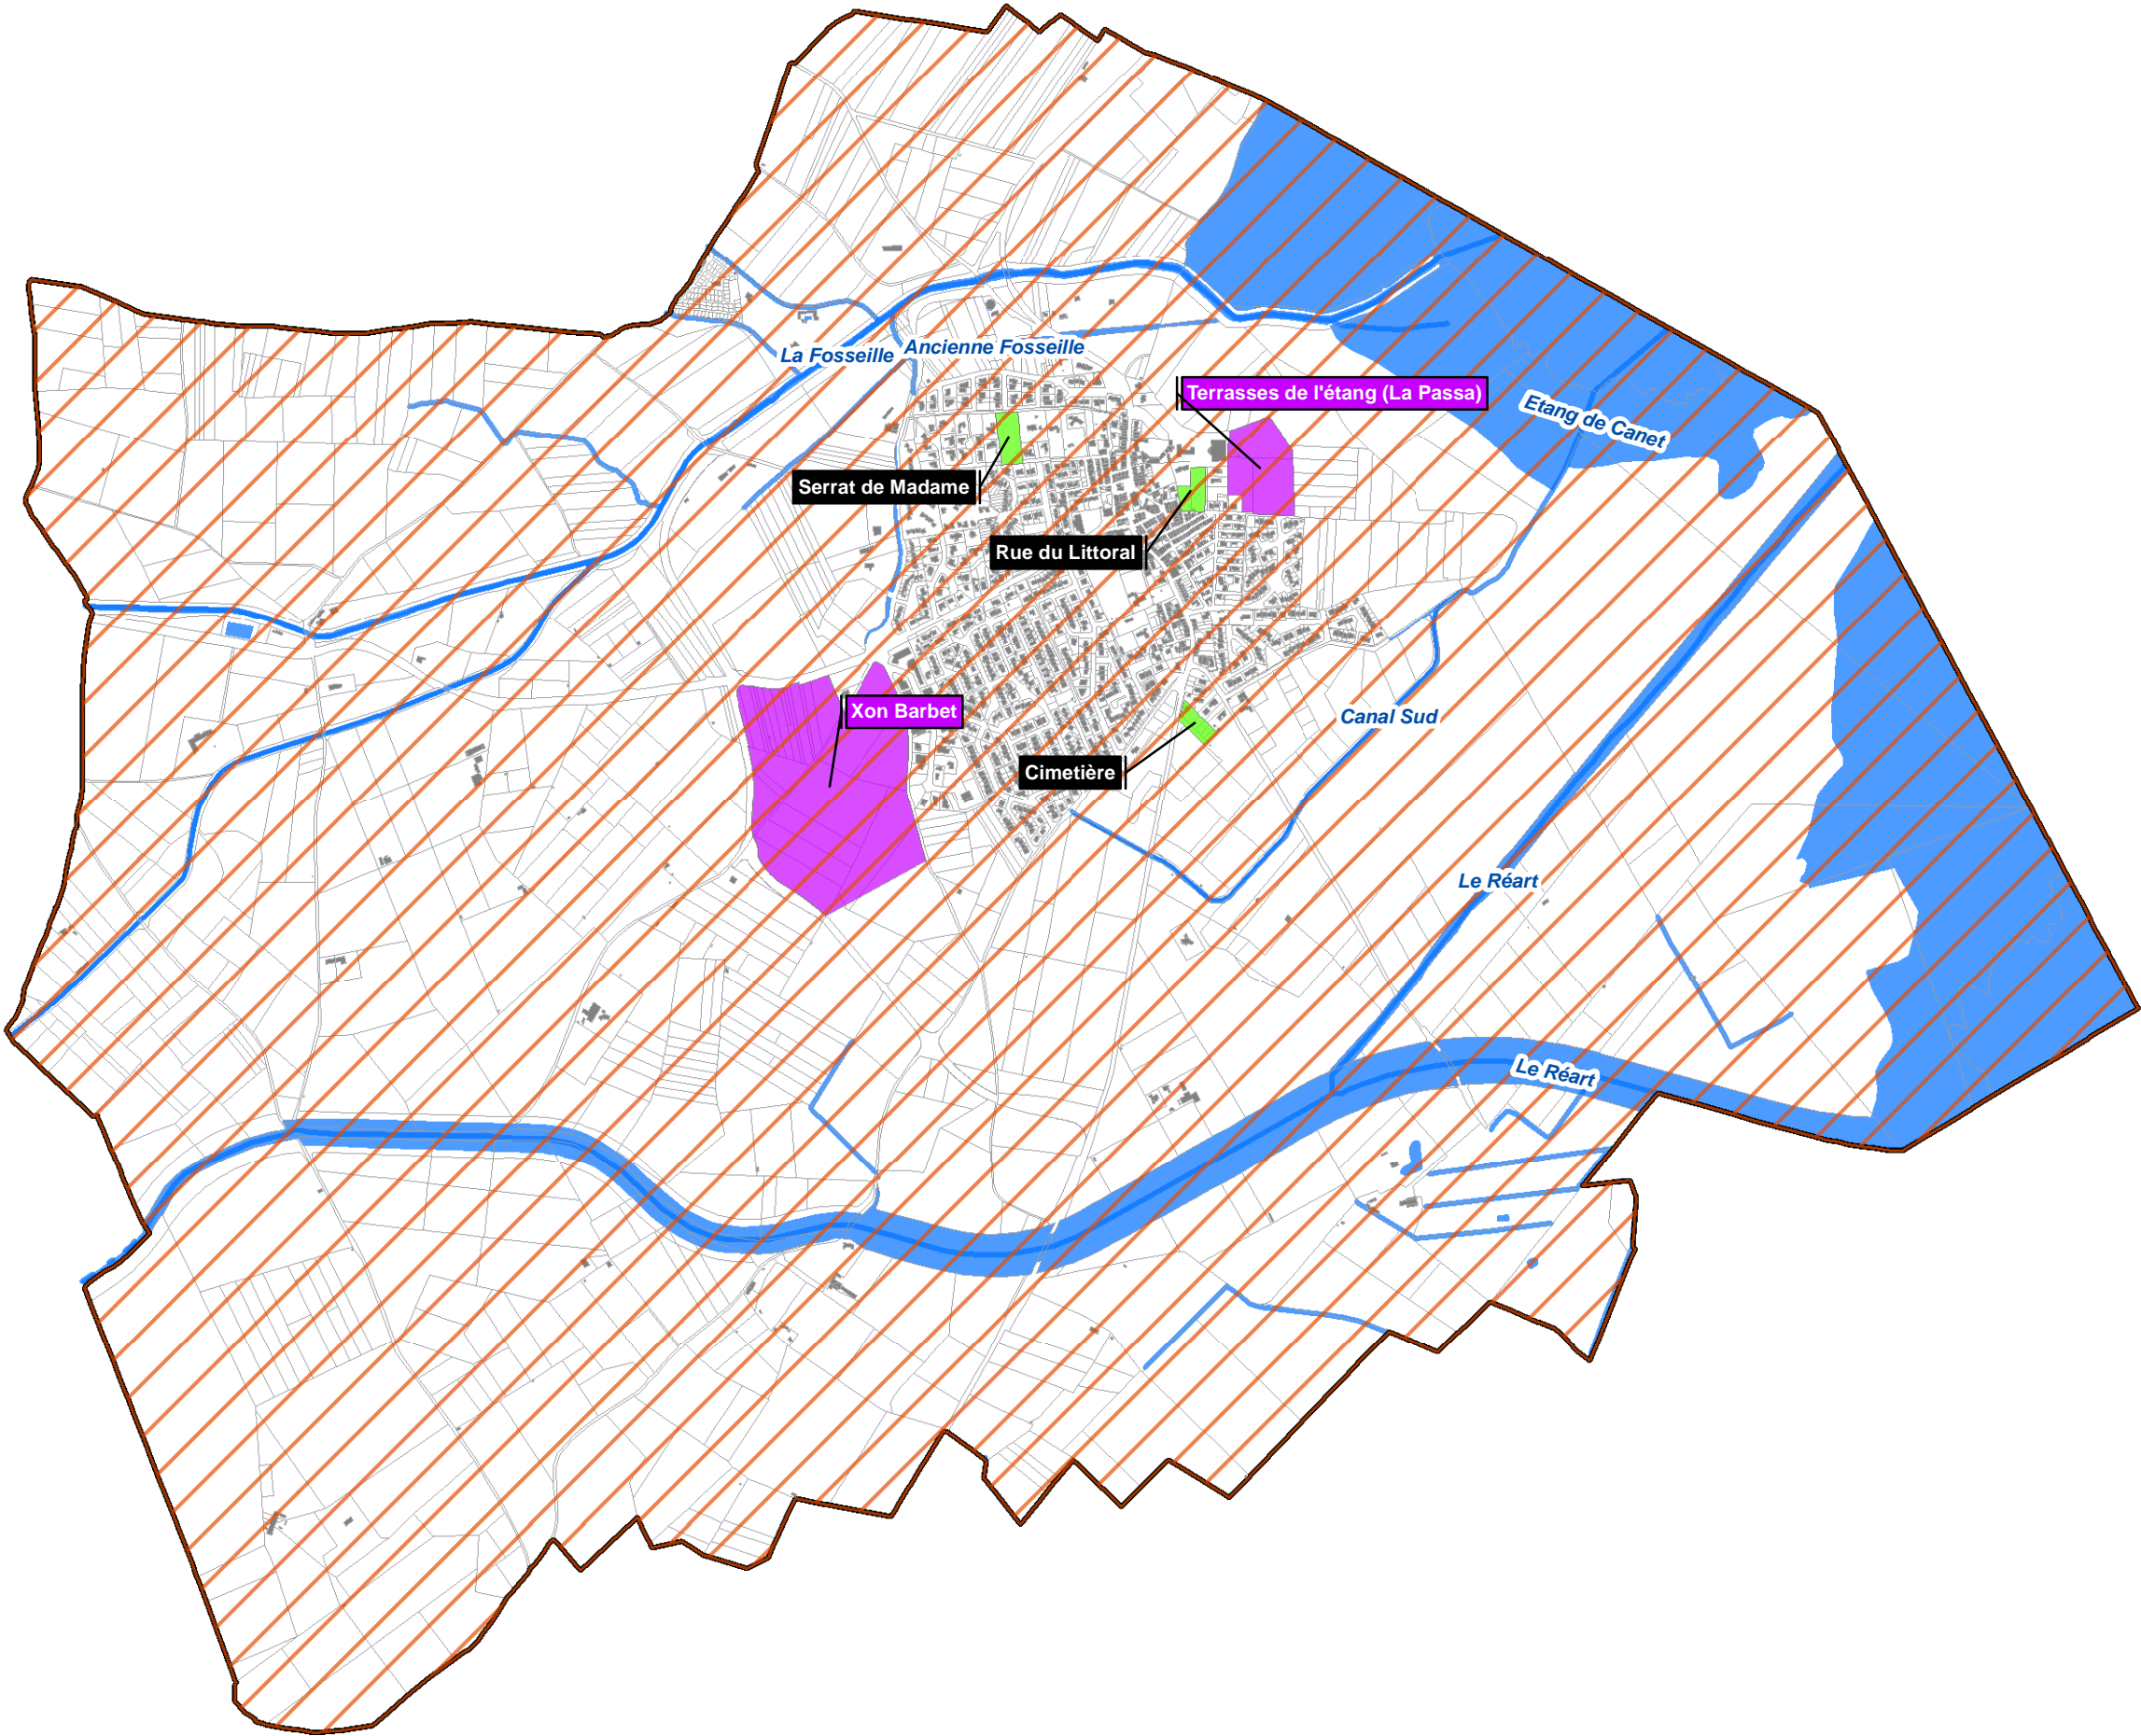 La Fosseille
Ancienne Fosseille
Terrasses de l'étang (La Passa)
Etang de Canet
Serrat de Madame
Rue du Littoral
Xon Barbet
Canal Sud
Cimetière
Le Réart
Le Réart